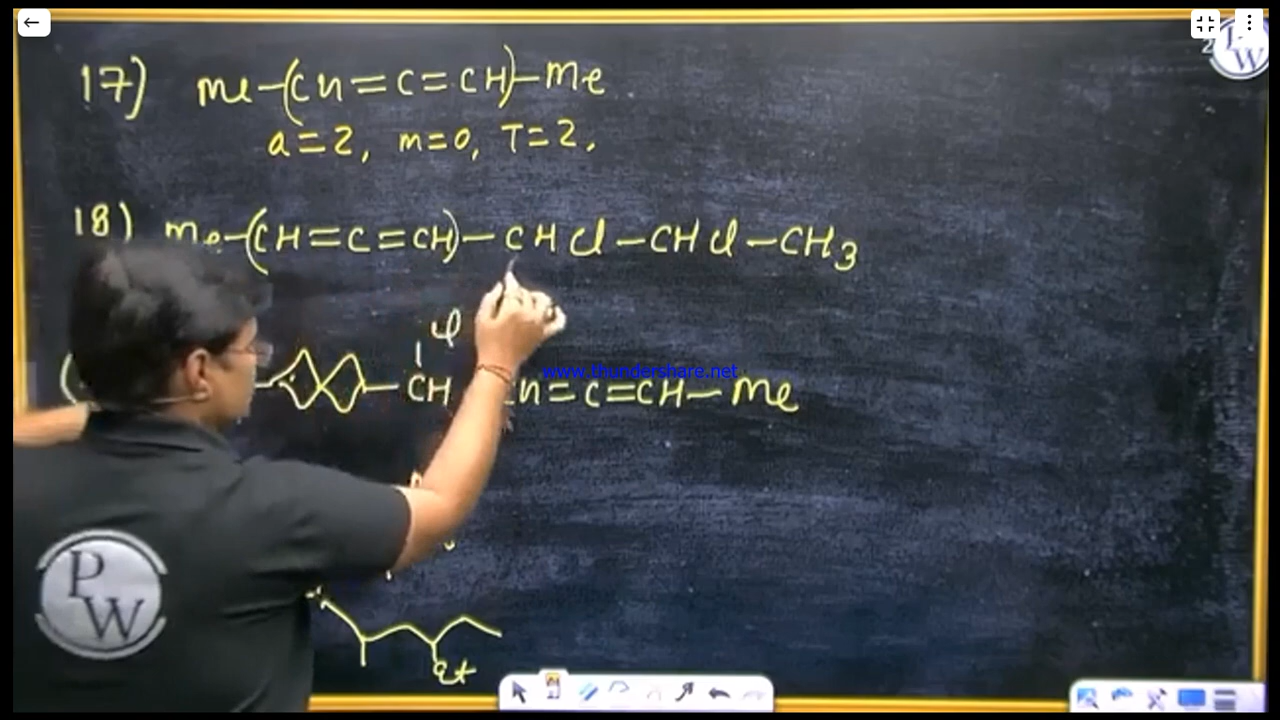 17) Me-(CH=C=CH)-Me
a=2, m=0, T=2,
18) Me-(CH=C=CH)-CHCl-CHCl-CH3
Cl
www.thundershare.net
CH CH=C=CH-Me
Et
PW
PW